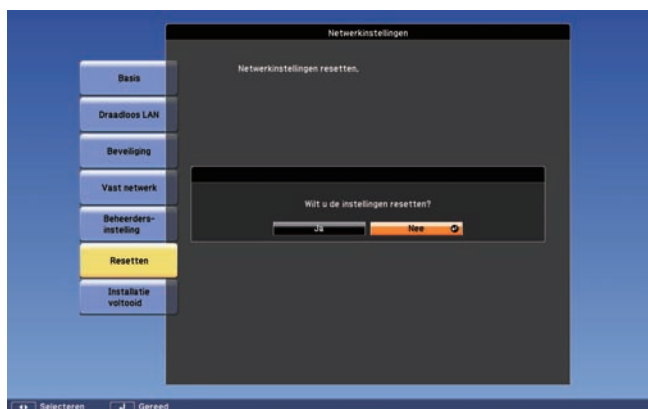 Netwerkinstellingen
Netwerkinstellingen resetten.
Basis
Draadloos LAN
Beveiliging
Vast netwerk
Beheerders-
instelling
Resetten
Installatie
voltooid
Wilt u de instellingen resetten?
Ja Nee
Selecteren Gereed